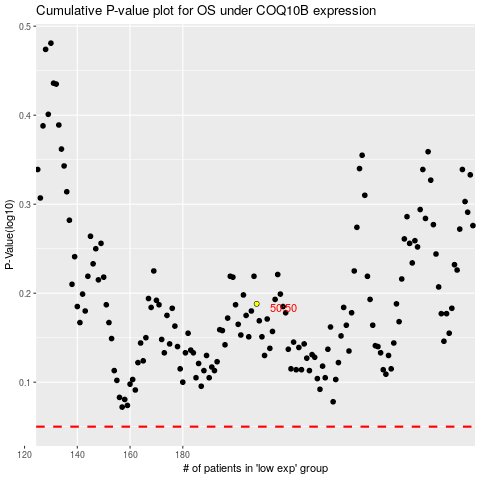 Cumulative P-value plot for OS under COQ10B expression
P-Value(log10)
0.5
0.4
0.3
0.2
0.1
50/50
120 140 160 180
# of patients in 'low exp' group